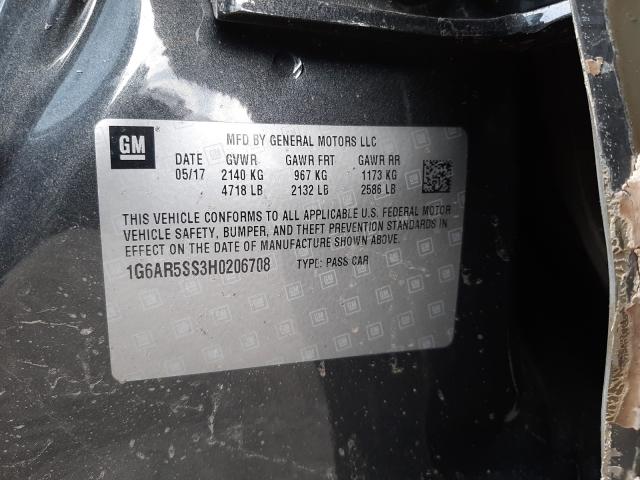 GM
MFD BY GENERAL MOTORS LLC
DATE GVWR GAWR FRT GAWR RR
05/17 2140 KG 967 KG 1173 KG
4718 LB 2132 LB 2586 LB
THIS VEHICLE CONFORMS TO ALL APPLICABLE U.S. FEDERAL MOTOR
VEHICLE SAFETY, BUMPER, AND THEFT PREVENTION STANDARDS IN
EFFECT ON THE DATE OF MANUFACTURE SHOWN ABOVE.
1G6AR5SS3H0206708 TYPE: PASS CAR